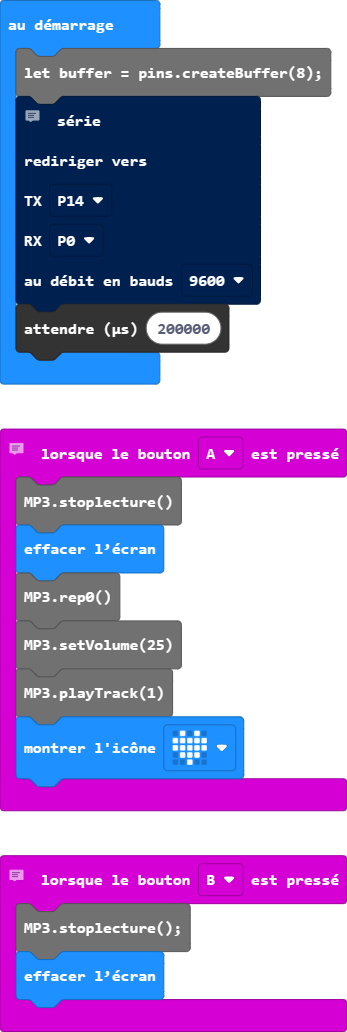 au démarrage
let buffer = pins.createBuffer(8);
série
rediriger vers
TX P14
RX P0
au débit en bauds 9600
attendre (µs) 200000
lorsque le bouton A est pressé
MP3.stoplecture()
effacer l’écran
MP3.rep0()
MP3.setVolume(25)
MP3.playTrack(1)
montrer l'icône
lorsque le bouton B est pressé
MP3.stoplecture();
effacer l’écran